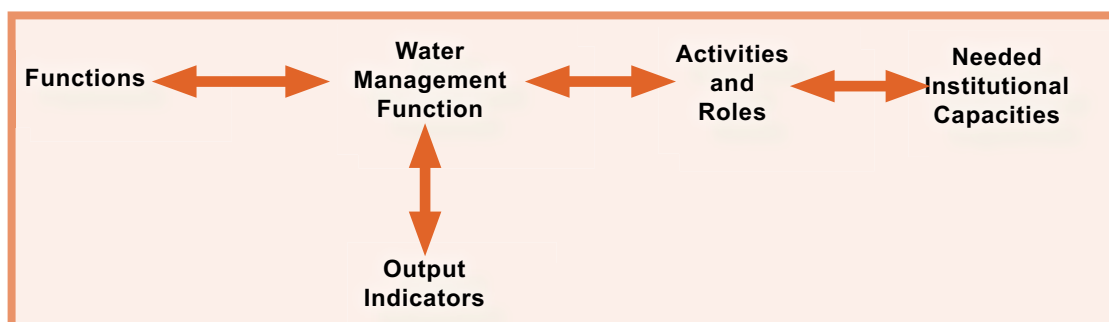 Functions
Water
Management
Function
Activities
and
Roles
Needed
Institutional
Capacities
Output
Indicators